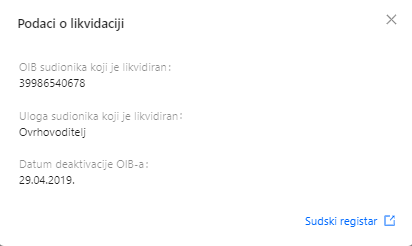 Podaci o likvidaciji
OIB sudionika koji je likvidiran:
39986540678
Uloga sudionika koji je likvidiran:
Ovrhovoditelj
Datum deaktivacije OIB-a:
29.04.2019.
Sudski registar